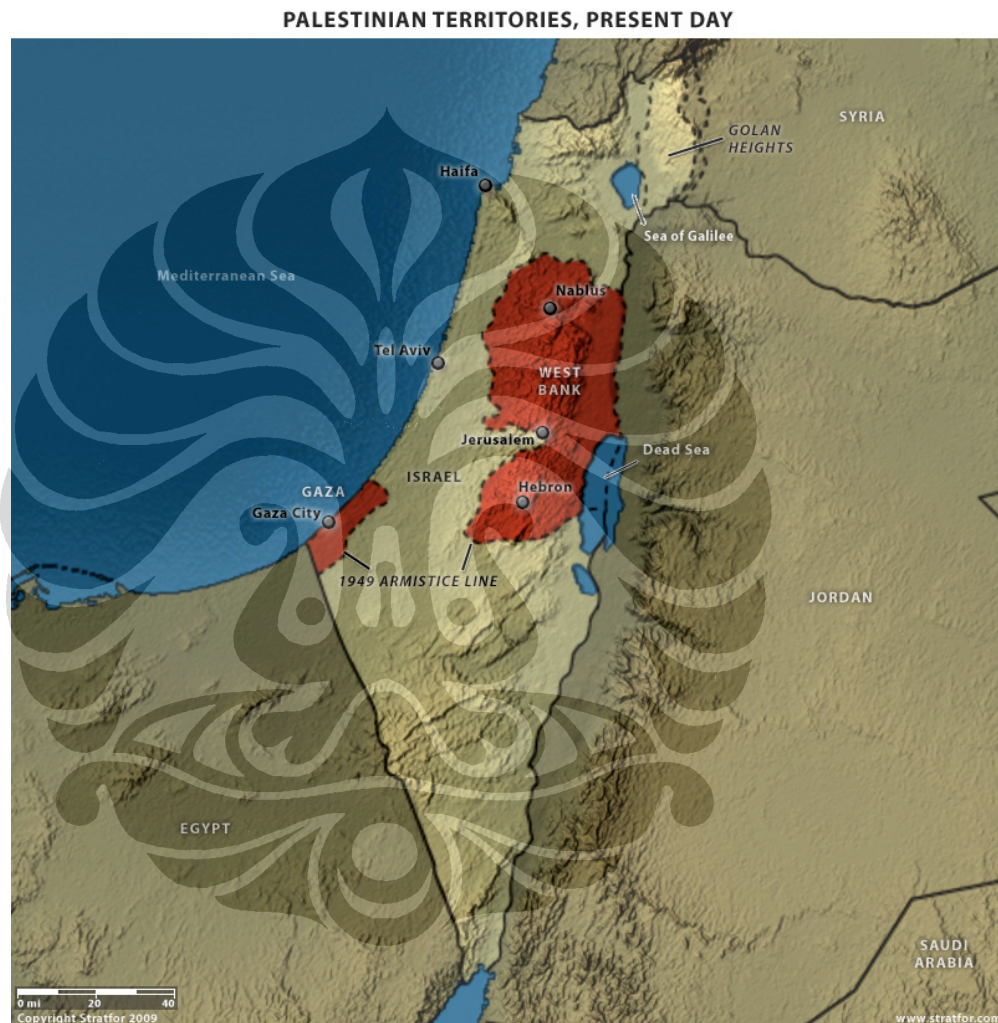 PALESTINIAN TERRITORIES, PRESENT DAY
SYRIA
GOLAN
HEIGHTS
Haifa
Sea of Galilee
Mediterranean Sea
Nablus
Tel Aviv
WEST
BANK
Jerusalem
Dead Sea
ISRAEL
GAZA
Hebron
Gaza City
1949 ARMISTICE LINE
JORDAN
EGYPT
SAUDI
ARABIA
0 mi 20 40
Copyright Stratfor 2009
www.stratfor.com